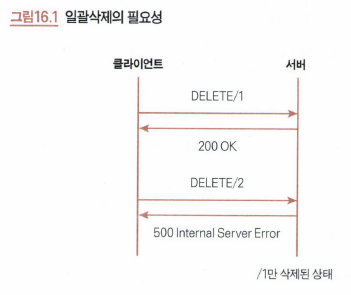 그림16.1 일괄삭제의 필요성
클라이언트 서버
DELETE/1
200 OK
DELETE/2
500 Internal Server Error
/1만 삭제된 상태